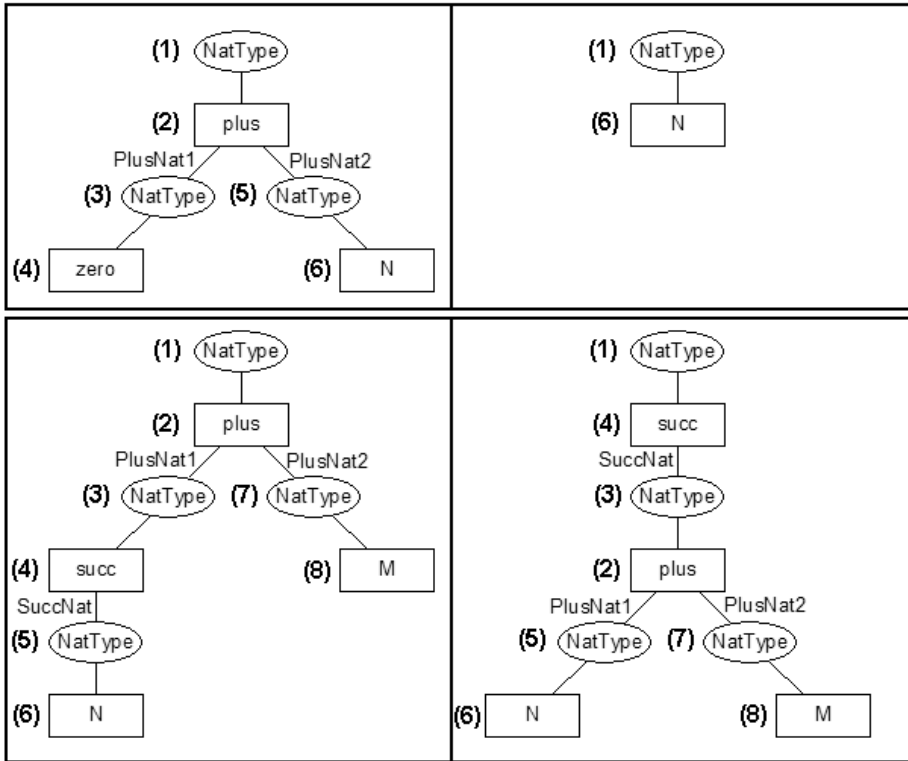 (1) NatType
(2) plus
PlusNat1 PlusNat2
(3) NatType (5) NatType
(4) zero (6) N
(1) NatType
(6) N
(1) NatType
(2) plus
PlusNat1 PlusNat2
(3) NatType (7) NatType
(4) succ (8) M
SuccNat
(5) NatType
(6) N
(1) NatType
(4) succ
SuccNat
(3) NatType
(2) plus
PlusNat1 PlusNat2
(5) NatType (7) NatType
(6) N (8) M